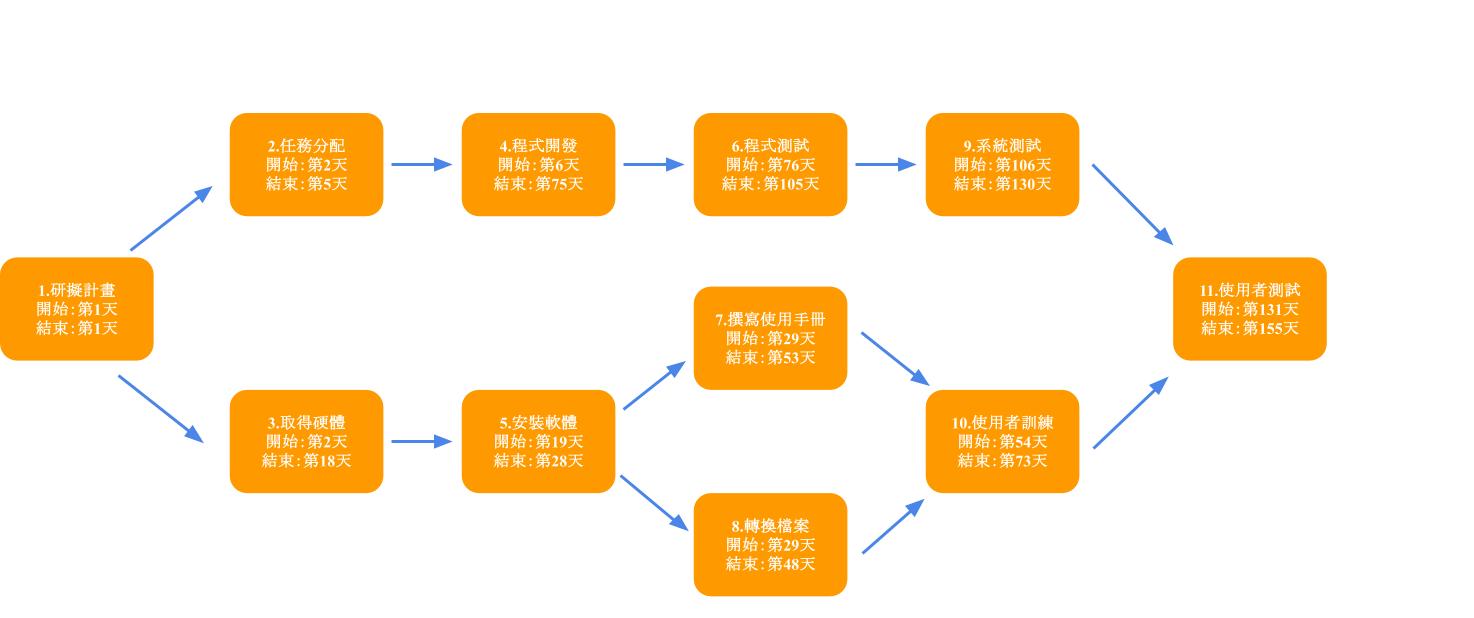 1.研擬計畫
開始:第1天
結束:第1天
2.任務分配
開始:第2天
結束:第5天
3.取得硬體
開始:第2天
結束:第18天
4.程式開發
開始:第6天
結束:第75天
5.安裝軟體
開始:第19天
結束:第28天
6.程式測試
開始:第76天
結束:第105天
7.撰寫使用手冊
開始:第29天
結束:第53天
8.轉換檔案
開始:第29天
結束:第48天
9.系統測試
開始:第106天
結束:第130天
10.使用者訓練
開始:第54天
結束:第73天
11.使用者測試
開始:第131天
結束:第155天